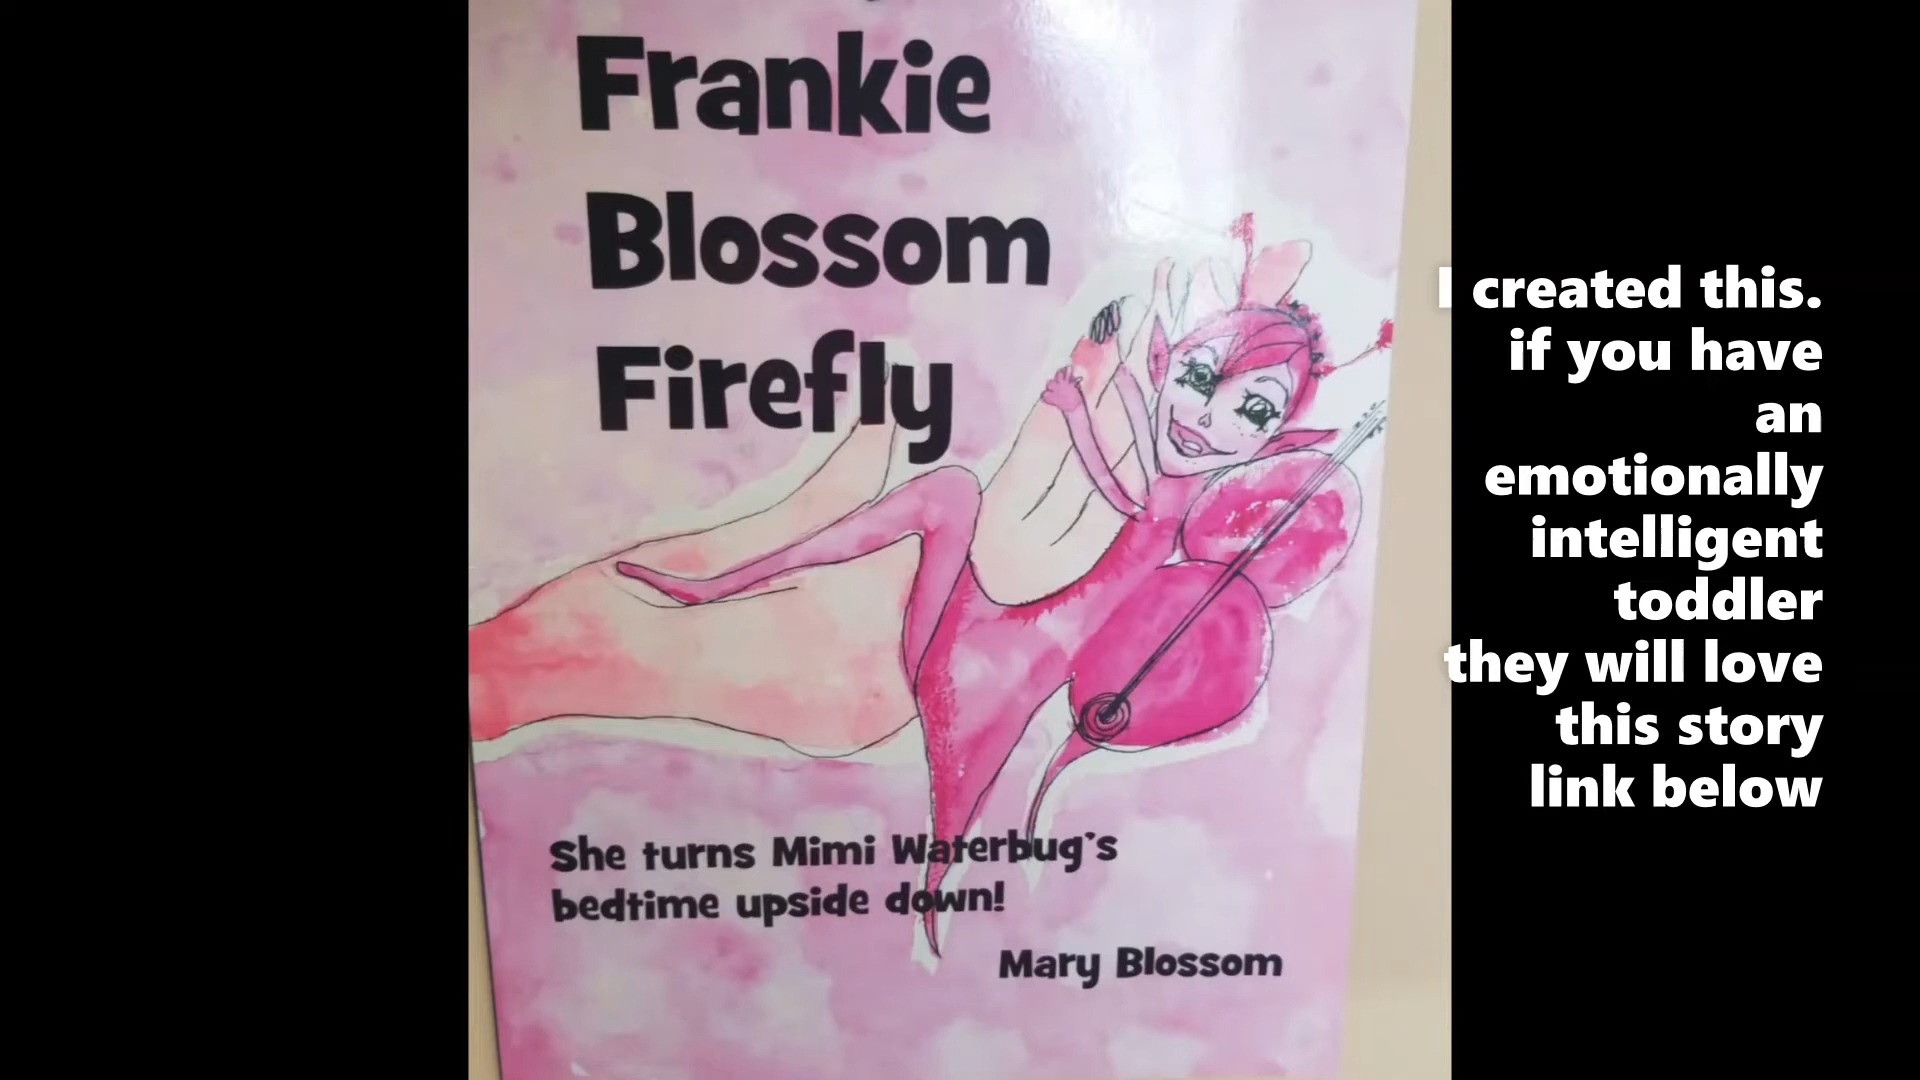 Frankie
Blossom
Firefly
She turns Mimi Waterbug's
bedtime upside down!
Mary Blossom
I created this.
if you have
an
emotionally
intelligent
toddler
they will love
this story
link below